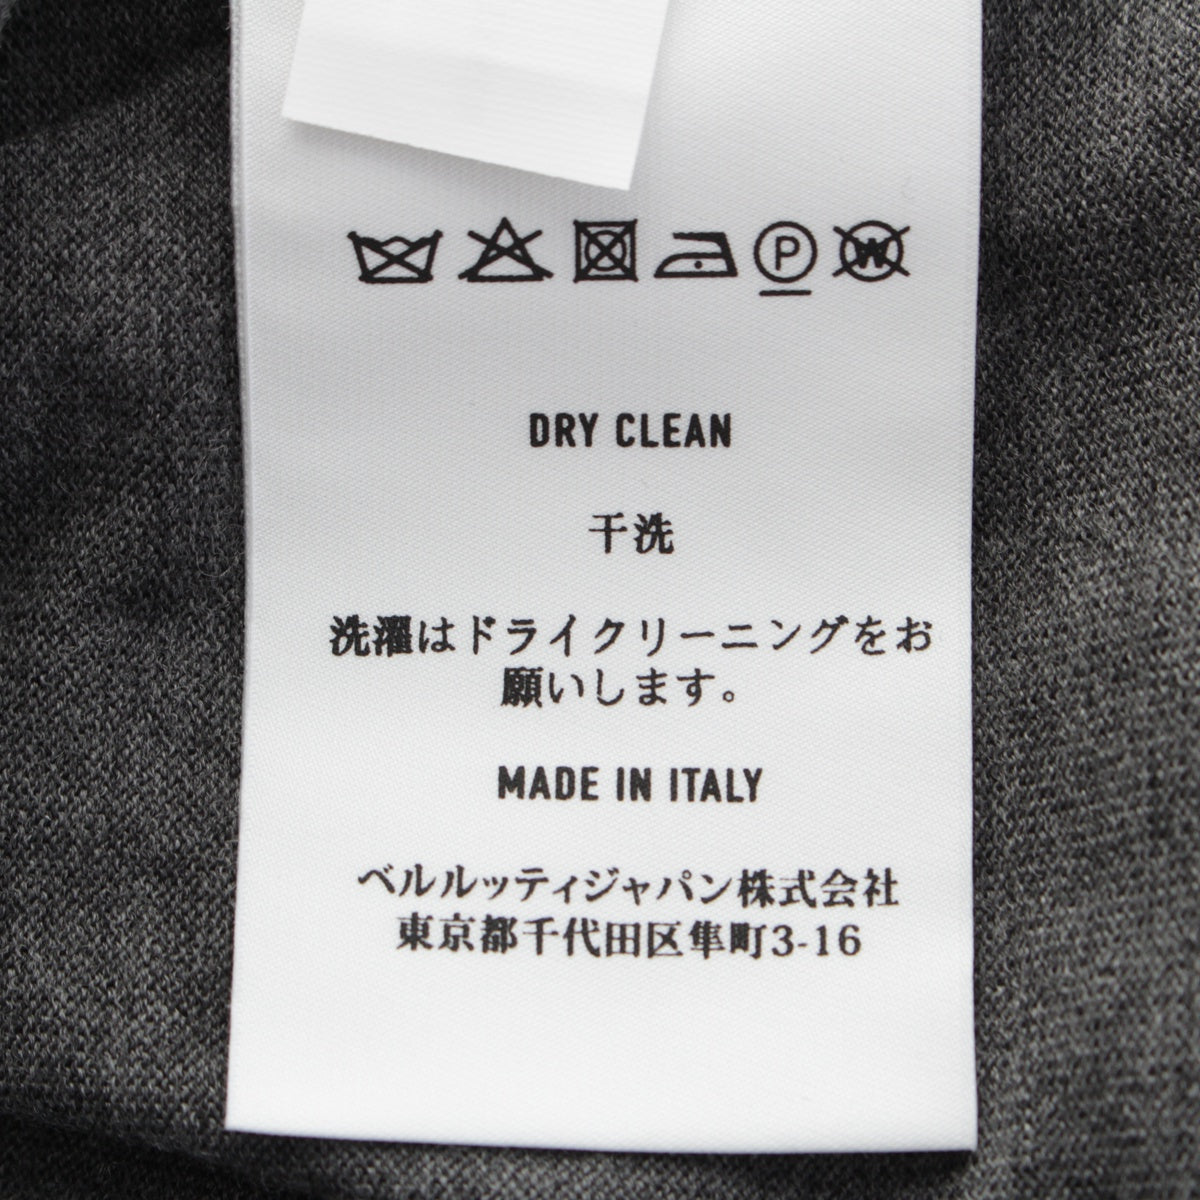 P
W
DRY CLEAN
干洗
洗濯はドライクリーニングをお
願いします。
MADE IN ITALY
ベルルッティジャパン株式会社
東京都千代田区隼町3-16